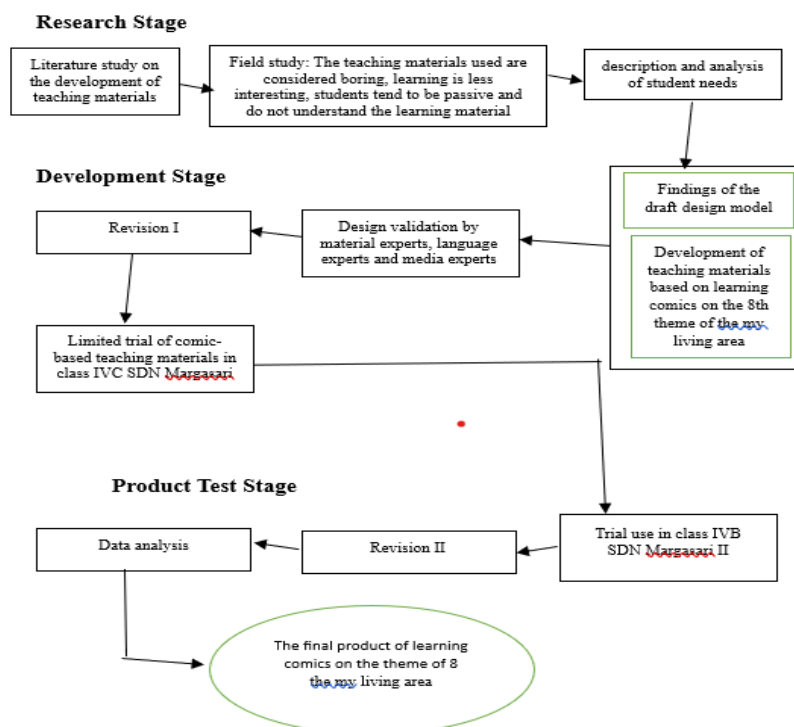 Research Stage
Literature study on
the development of
teaching materials
Field study: The teaching materials used are
considered boring, learning is less
interesting, students tend to be passive and
do not understand the learning material
description and analysis
of student needs
Development Stage
Findings of the
draft design model
Development of
teaching materials
based on learning
comics on the 8th
theme of the my
living area
Design validation by
material experts, language
experts and media experts
Revision I
Limited trial of comic-
based teaching materials in
class IVC SDN Margasari
Product Test Stage
Trial use in class IVB
SDN Margasari II
Revision II
Data analysis
The final product of learning
comics on the theme of 8
the my living area